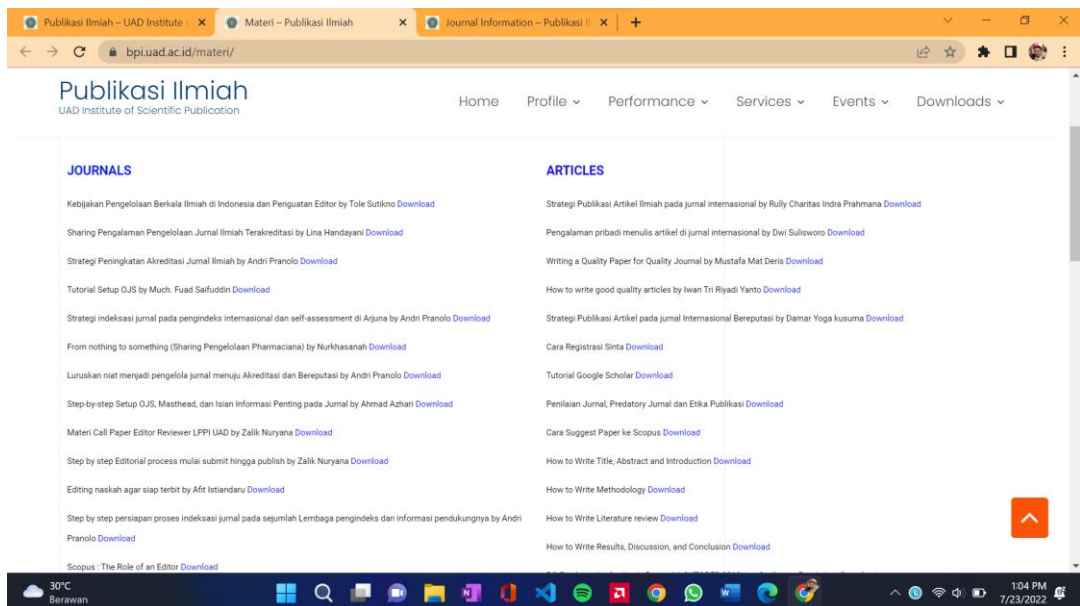 Publikasi Ilmiah – UAD Institute
Materi – Publikasi Ilmiah
Journal Information – Publikasi Il
bpi.uad.ac.id/materi/
Publikasi Ilmiah
UAD Institute of Scientific Publication
Home Profile Performance Services Events Downloads
JOURNALS
Kebijakan Pengelolaan Berkala Ilmiah di Indonesia dan Penguatan Editor by Tole Sutikno Download
Sharing Pengalaman Pengelolaan Jurnal Ilmiah Terakreditasi by Lina Handayani Download
Strategi Peningkatan Akreditasi Jurnal Ilmiah by Andri Pranolo Download
Tutorial Setup OJS by Much. Fuad Saifuddin Download
Strategi indeksasi jurnal pada pengindeks internasional dan self-assessment di Arjuna by Andri Pranolo Download
From nothing to something (Sharing Pengelolaan Pharmaciana) by Nurkhasanah Download
Luruskan niat menjadi pengelola jurnal menuju Akreditasi dan Bereputasi by Andri Pranolo Download
Step-by-step Setup OJS, Masthead, dan Isian Informasi Penting pada Jurnal by Ahmad Azhari Download
Materi Call Paper Editor Reviewer LPPI UAD by Zalik Nuryana Download
Step by step Editorial process mulai submit hingga publish by Zalik Nuryana Download
Editing naskah agar siap terbit by Afit Istiandaru Download
Step by step persiapan proses indeksasi jurnal pada sejumlah Lembaga pengindeks dan informasi pendukungnya by Andri
Pranolo Download
Scopus : The Role of an Editor Download
ARTICLES
Strategi Publikasi Artikel Ilmiah pada jurnal internasional by Rully Charitas Indra Prahmana Download
Pengalaman pribadi menulis artikel di jurnal internasional by Dwi Sulisworo Download
Writing a Quality Paper for Quality Journal by Mustafa Mat Deris Download
How to write good quality articles by Iwan Tri Riyadi Yanto Download
Strategi Publikasi Artikel pada jurnal Internasional Bereputasi by Damar Yoga kusuma Download
Cara Registrasi Sinta Download
Tutorial Google Scholar Download
Penilaian Jurnal, Predatory Jurnal dan Etika Publikasi Download
Cara Suggest Paper ke Scopus Download
How to Write Title, Abstract and Introduction Download
How to Write Methodology Download
How to Write Literature review Download
How to Write Results, Discussion, and Conclusion Download
30°C
Berawan
1:04 PM
7/23/2022